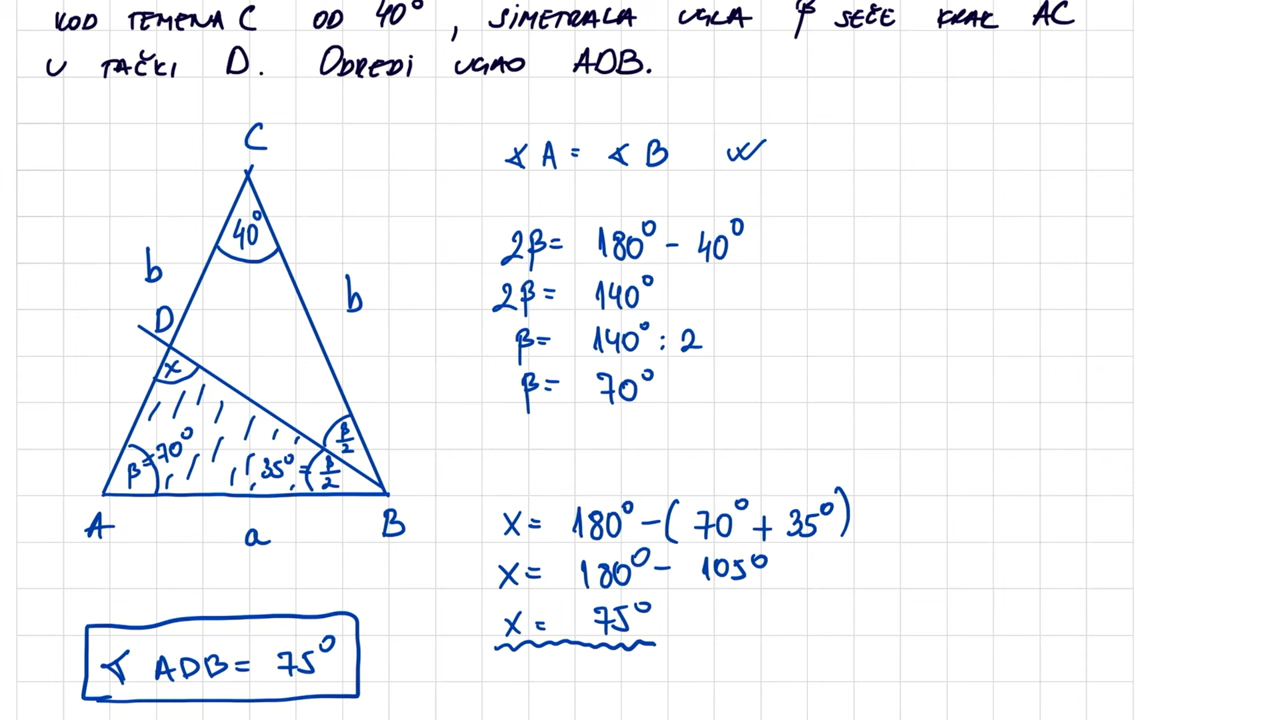 KOD TEMENA C OD 40°, SIMETRALA UGLA β SEČE KRAK AC
U TAČKI D. ODREDI UGAO ADB.
C
40°
b
b
D
x
β=70°
35°=β/2
β/2
A
a
B
∢ ADB = 75°
∢ A = ∢ B
2β = 180° - 40°
2β = 140°
β = 140° : 2
β = 70°
x = 180° - (70° + 35°)
x = 180° - 105°
x = 75°